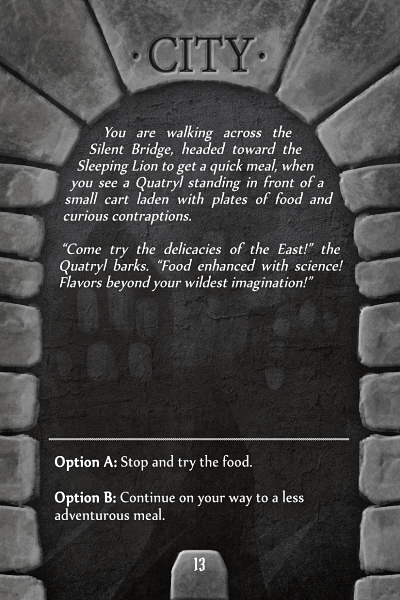 · CITY ·
You are walking across the
Silent Bridge, headed toward the
Sleeping Lion to get a quick meal, when
you see a Quatryl standing in front of a
small cart laden with plates of food and
curious contraptions.
“Come try the delicacies of the East!” the
Quatryl barks. “Food enhanced with science!
Flavors beyond your wildest imagination!”
Option A: Stop and try the food.
Option B: Continue on your way to a less
adventurous meal.
13